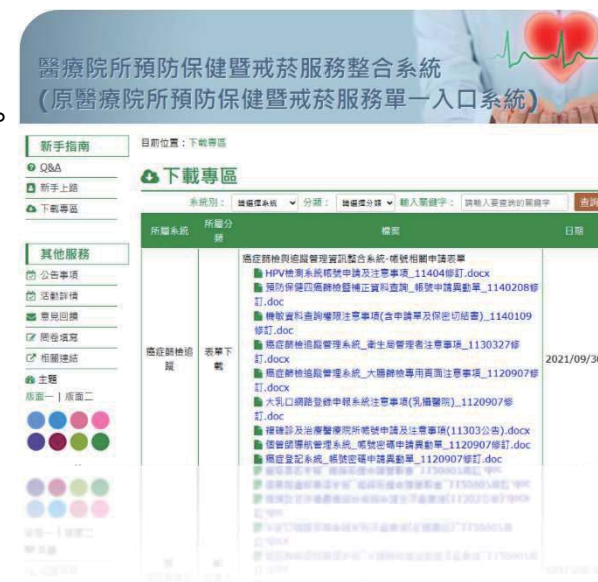 醫療院所預防保健暨戒菸服務整合系統
(原醫療院所預防保健暨戒菸服務單一入口系統)
新手指南
Q&A
新手上路
下載專區
其他服務
公告事項
活動詳情
意見回饋
問卷填寫
相關連結
主題
版面一 | 版面二
目前位置：下載專區
下載專區
系統別： 請選擇系統 分類： 請選擇分類 輸入關鍵字： 請輸入要查詢的關鍵字 查詢
所屬系統 所屬分類 檔案 日期
癌症篩檢追蹤
表單下載
癌症篩檢與追蹤管理資訊整合系統-帳號相關申請表單
HPV檢測系統帳號申請及注意事項_11404修訂.docx
預防保健四癌篩檢暨補正資料查詢_帳號申請異動單_1140208修
訂.doc
機敏資料查詢權限注意事項(含申請單及保密切結書)_1140109
修訂.doc
癌症篩檢追蹤管理系統_衛生局管理者注意事項_1130327修
訂.docx
癌症篩檢追蹤管理系統_大腸篩檢專用頁面注意事項_1120907修
訂.docx
大乳口網路登錄申報系統注意事項(乳攝醫院)_1120907修
訂.doc
複確診及治療醫療院所帳號申請及注意事項(11303公告).docx
個管師導航管理系統_帳號密碼申請異動單_1120907修訂.doc
癌症登記系統_帳號密碼申請異動單_1120907修訂.doc
2021/09/30